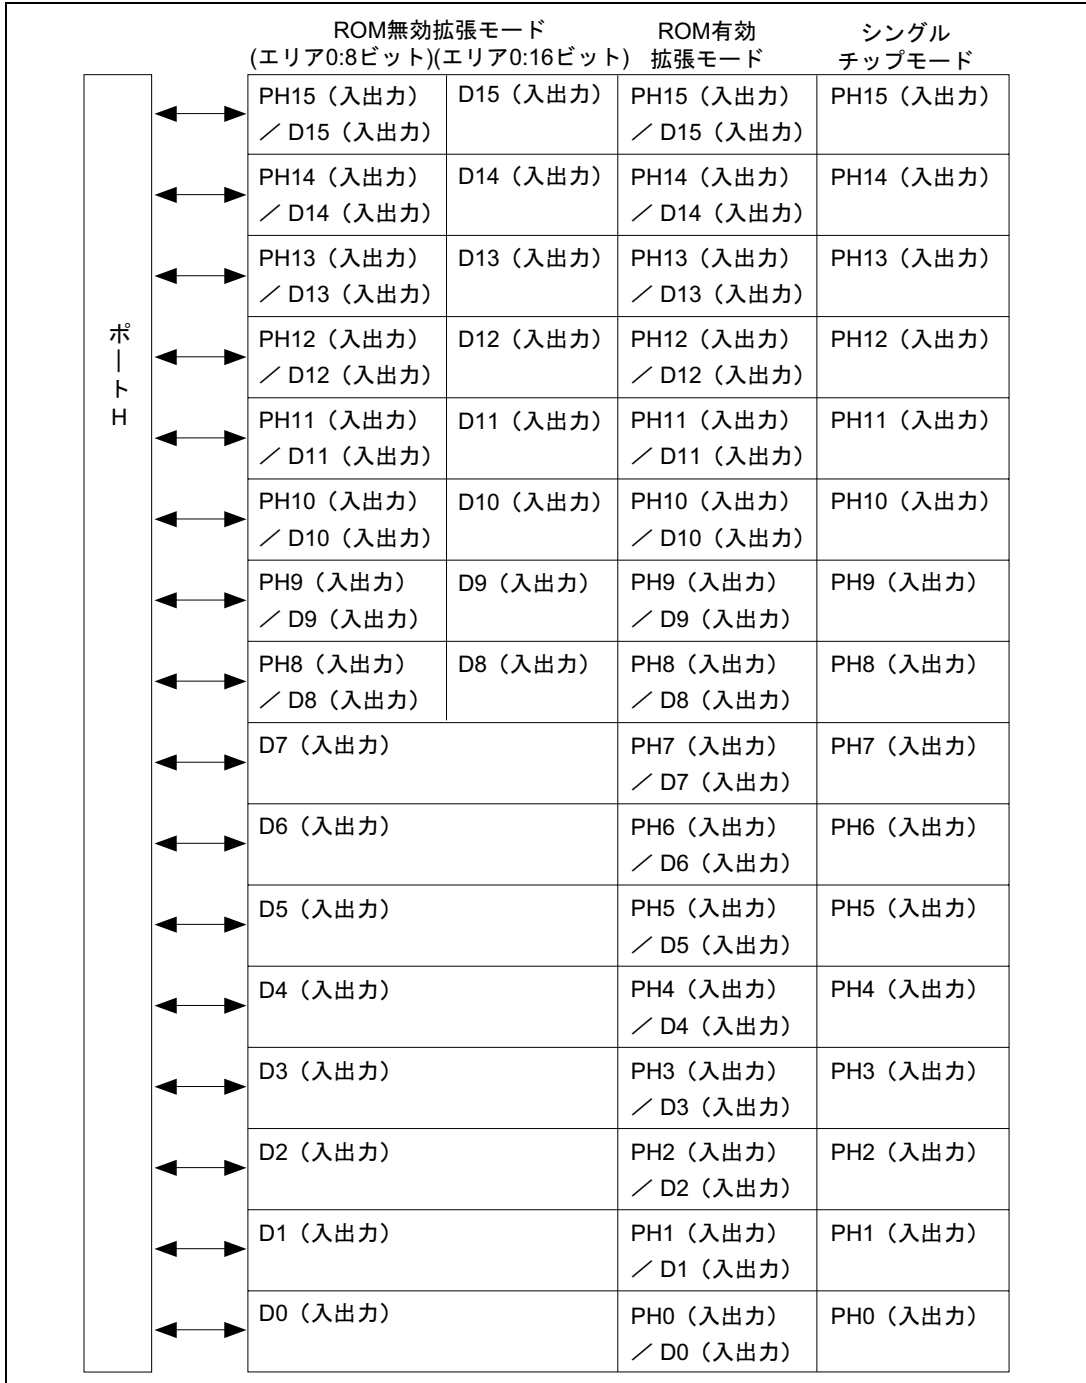 ROM無効拡張モード ROM有効 シングル
(エリア0:8ビット)(エリア0:16ビット) 拡張モード チップモード
PH15（入出力） D15（入出力） PH15（入出力） PH15（入出力）
／D15（入出力） ／D15（入出力）
PH14（入出力） D14（入出力） PH14（入出力） PH14（入出力）
／D14（入出力） ／D14（入出力）
PH13（入出力） D13（入出力） PH13（入出力） PH13（入出力）
／D13（入出力） ／D13（入出力）
ポートH
PH12（入出力） D12（入出力） PH12（入出力） PH12（入出力）
／D12（入出力） ／D12（入出力）
PH11（入出力） D11（入出力） PH11（入出力） PH11（入出力）
／D11（入出力） ／D11（入出力）
PH10（入出力） D10（入出力） PH10（入出力） PH10（入出力）
／D10（入出力） ／D10（入出力）
PH9（入出力） D9（入出力） PH9（入出力） PH9（入出力）
／D9（入出力） ／D9（入出力）
PH8（入出力） D8（入出力） PH8（入出力） PH8（入出力）
／D8（入出力） ／D8（入出力）
D7（入出力） PH7（入出力） PH7（入出力）
／D7（入出力）
D6（入出力） PH6（入出力） PH6（入出力）
／D6（入出力）
D5（入出力） PH5（入出力） PH5（入出力）
／D5（入出力）
D4（入出力） PH4（入出力） PH4（入出力）
／D4（入出力）
D3（入出力） PH3（入出力） PH3（入出力）
／D3（入出力）
D2（入出力） PH2（入出力） PH2（入出力）
／D2（入出力）
D1（入出力） PH1（入出力） PH1（入出力）
／D1（入出力）
D0（入出力） PH0（入出力） PH0（入出力）
／D0（入出力）